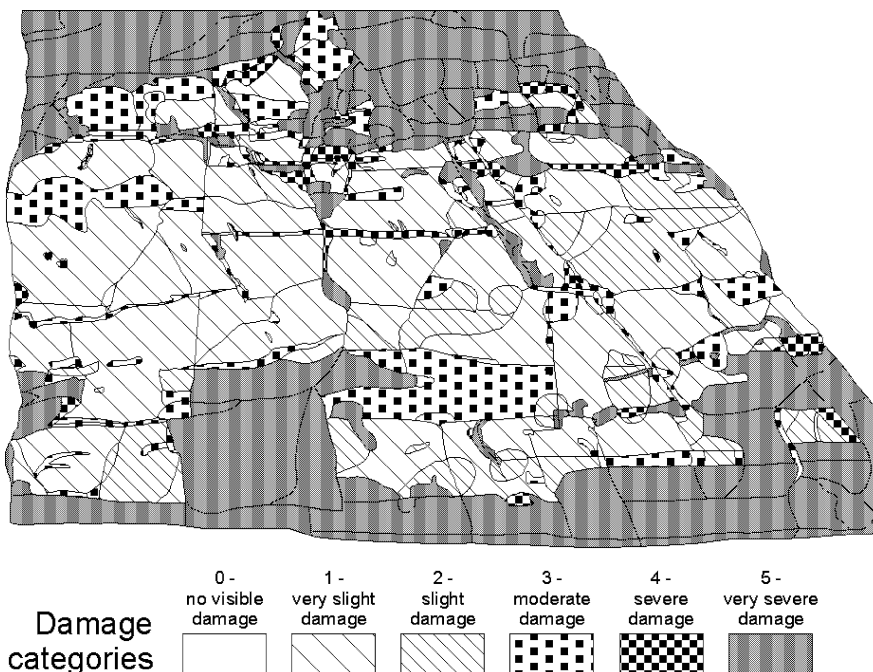 0 -
no visible
damage
1 -
very slight
damage
2 -
slight
damage
3 -
moderate
damage
4 -
severe
damage
5 -
very severe
damage
Damage
categories